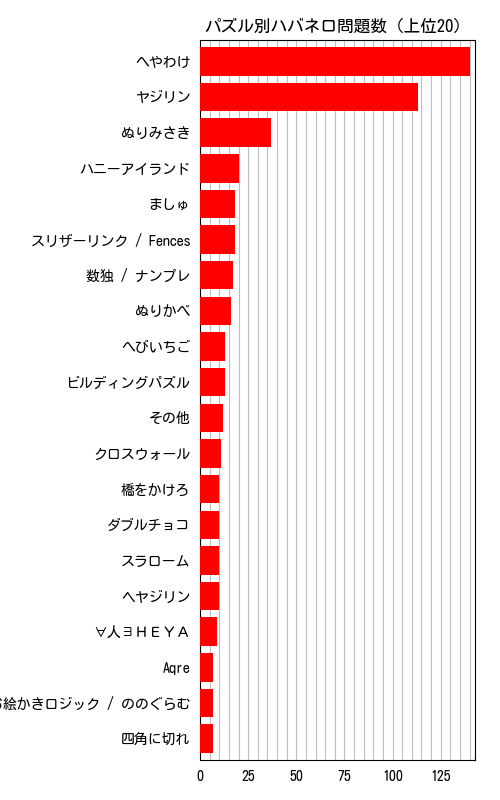 パズル別ハバネロ問題数 (上位20)
へやわけ
ヤジリン
ぬりみさき
ハニーアイランド
ましゅ
スリザーリンク / Fences
数独 / ナンプレ
ぬりかべ
へびいちご
ビルディングパズル
その他
クロスウォール
橋をかけろ
ダブルチョコ
スラローム
ヘヤジリン
∀人∃ＨＥＹＡ
Aqre
絵かきロジック / ののぐらむ
四角に切れ
0 25 50 75 100 125